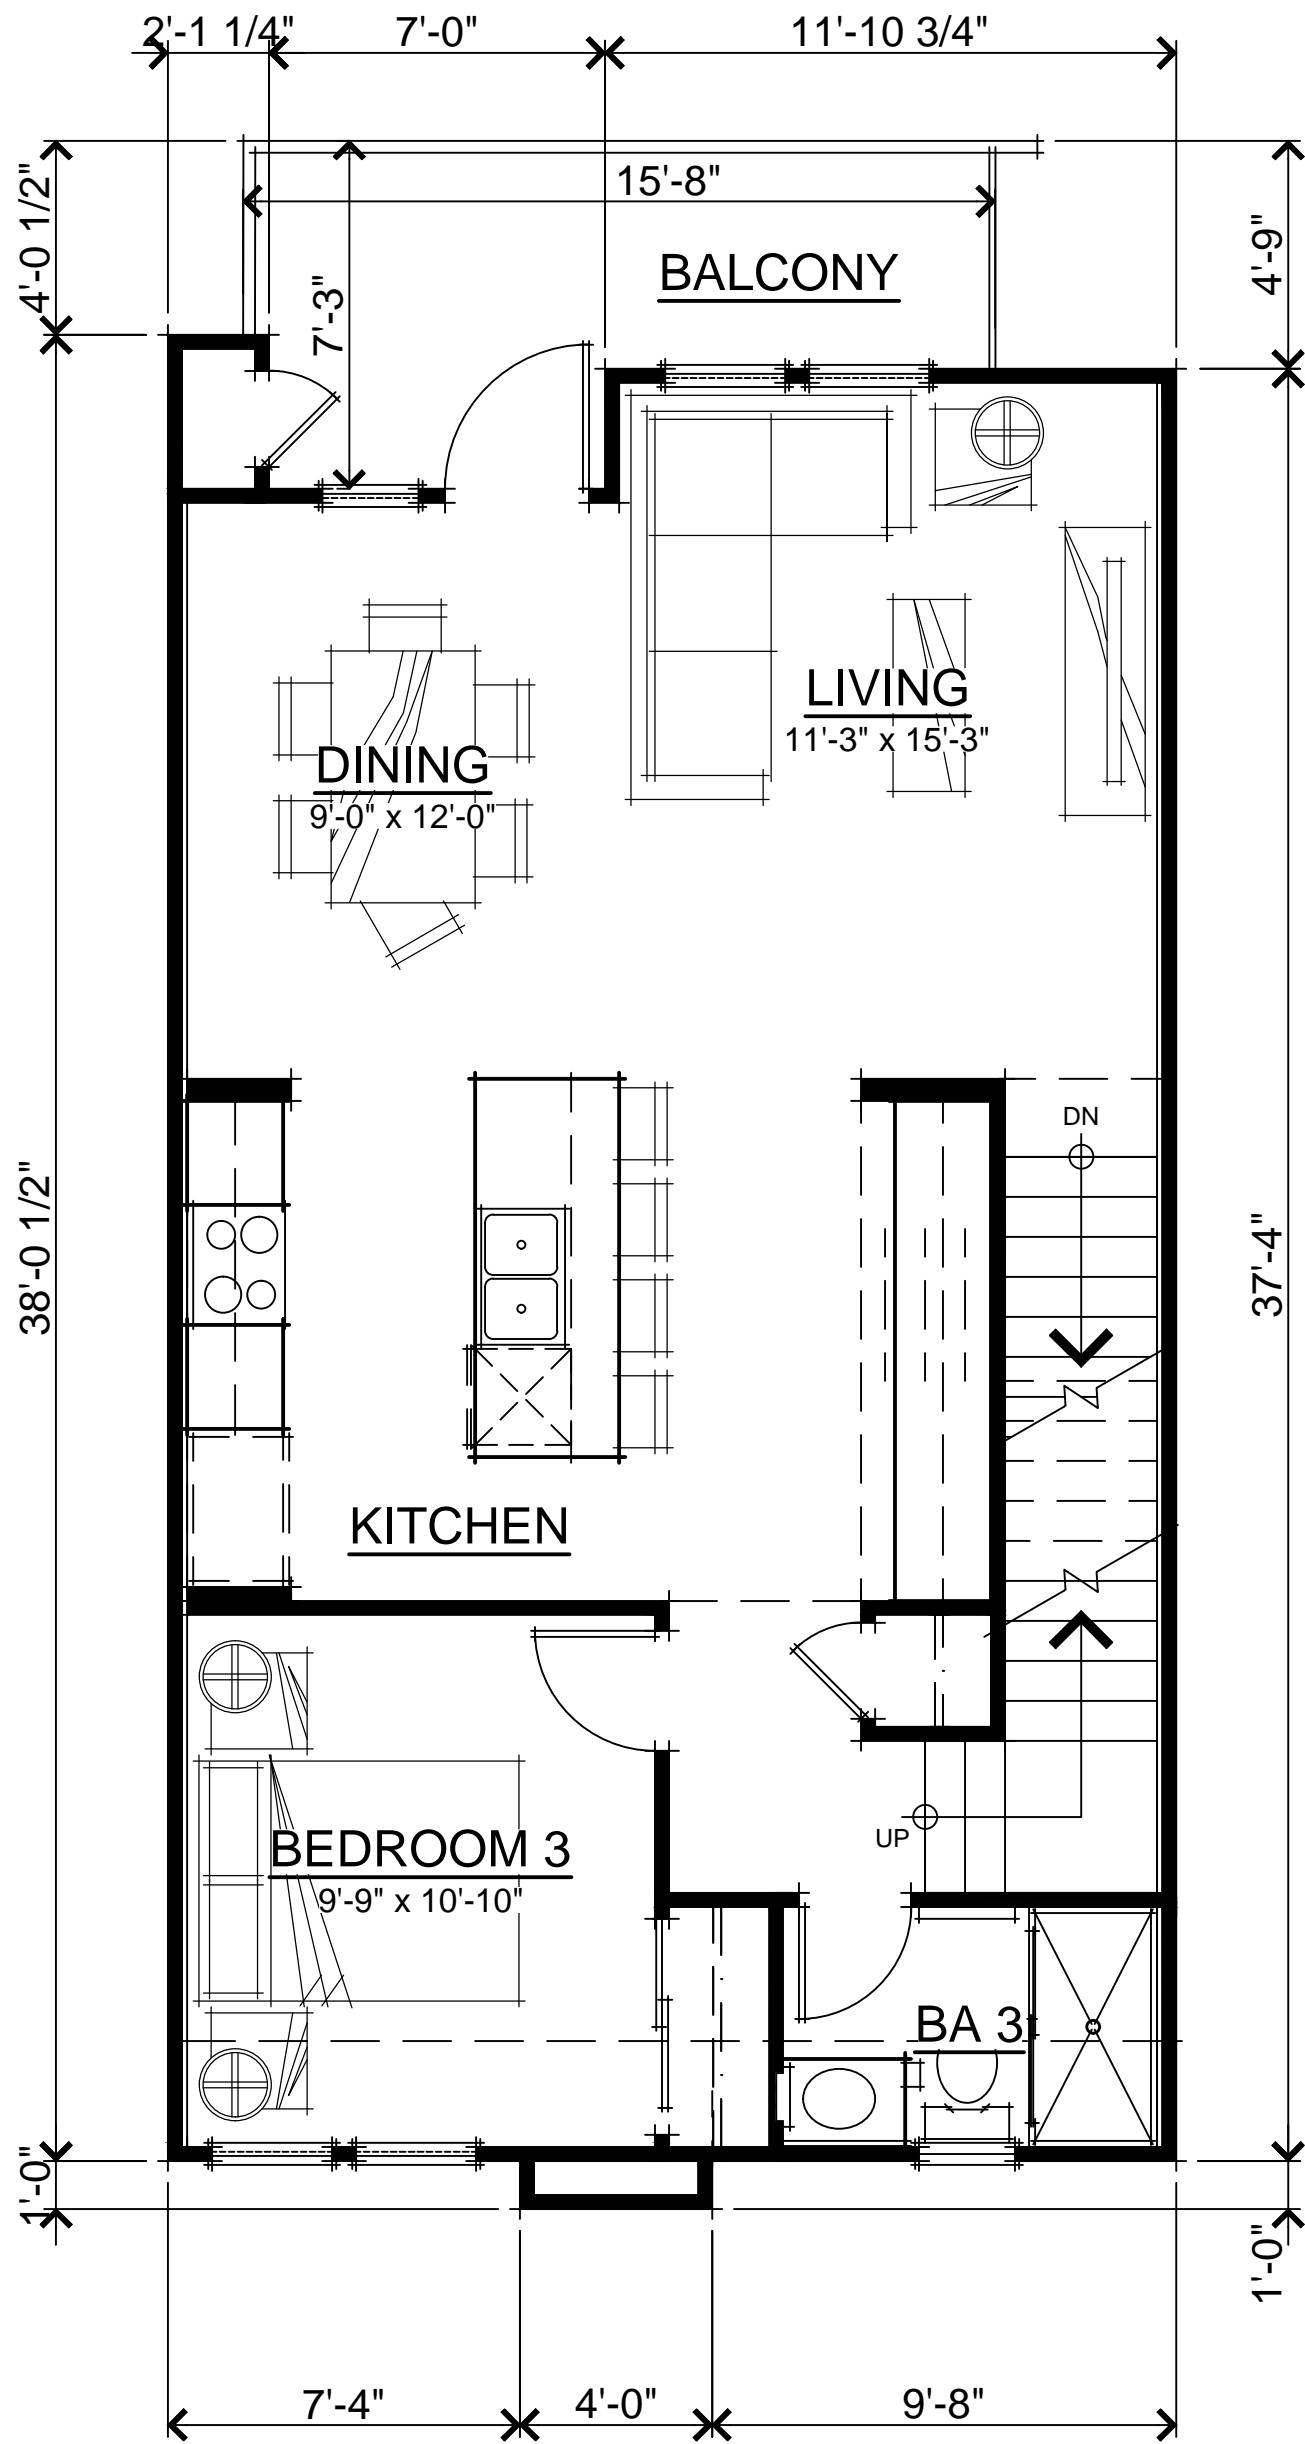 2'-1 1/4"
7'-0"
11'-10 3/4"
4'-0 1/2"
15'-8"
4'-9"
7'-3"
BALCONY
LIVING
11'-3" x 15'-3"
DINING
9'-0" x 12'-0"
DN
38'-0 1/2"
37'-4"
KITCHEN
UP
BEDROOM 3
9'-9" x 10'-10"
BA 3
1'-0"
1'-0"
7'-4"
4'-0"
9'-8"